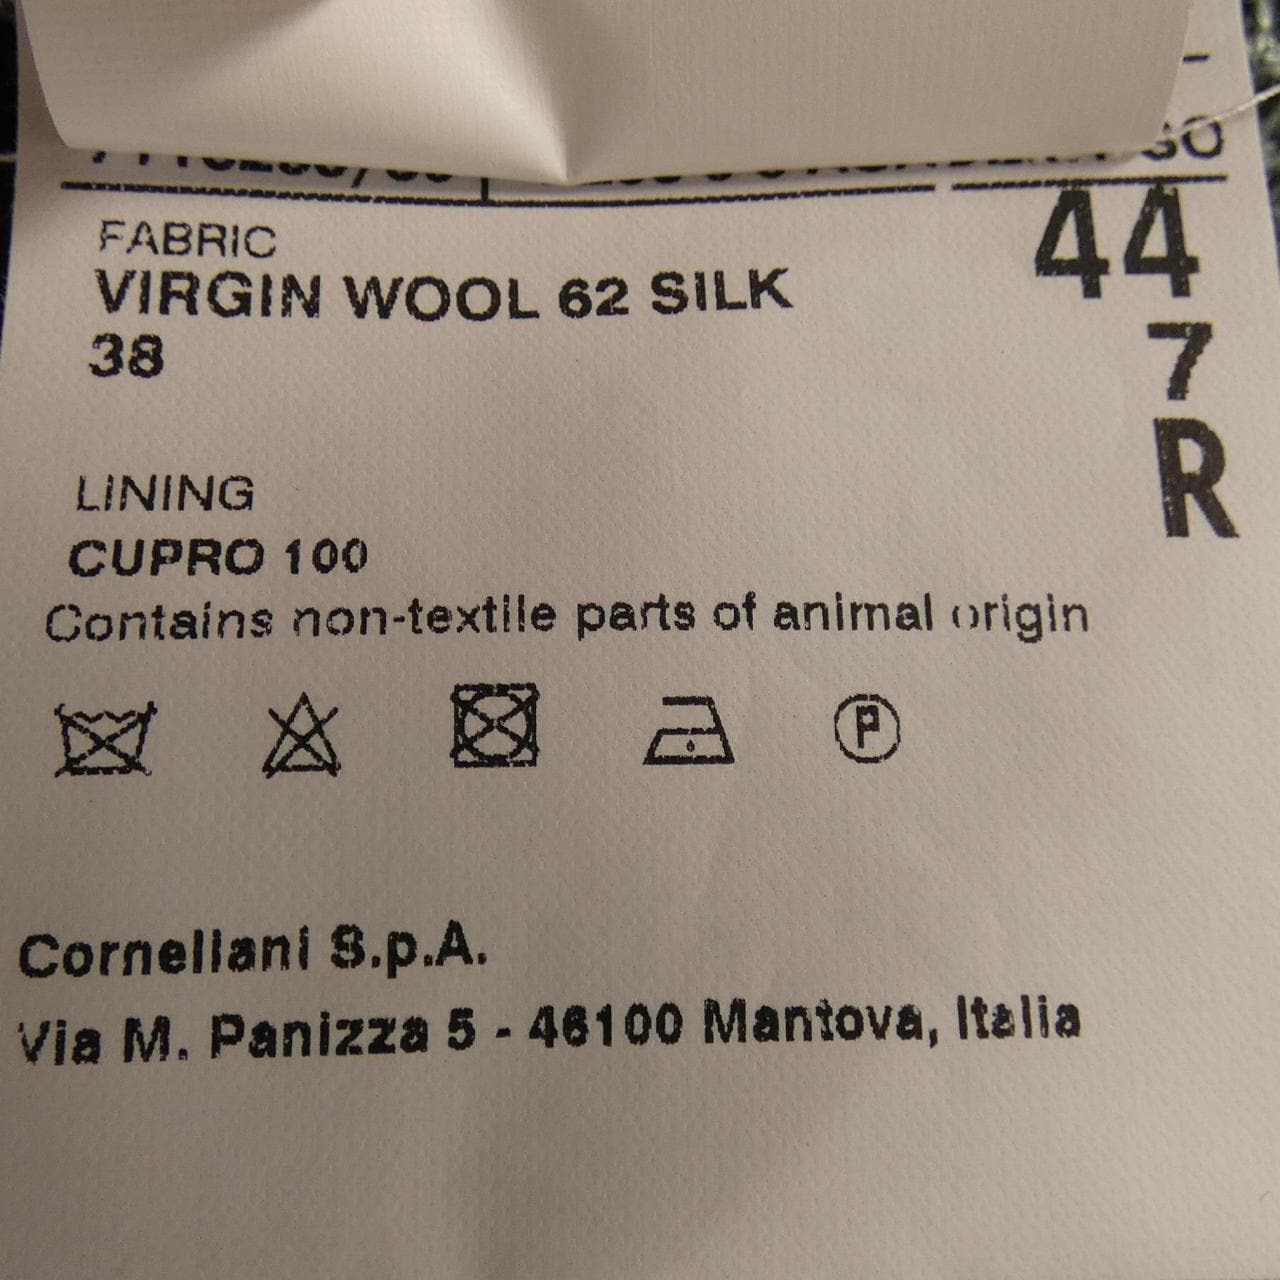 FABRIC
VIRGIN WOOL 62 SILK
38
44
7
R
LINING
CUPRO 100
Contains non-textile parts of animal origin
P
Cornellani S.p.A.
Via M. Panizza 5 - 46100 Mantova, Italia